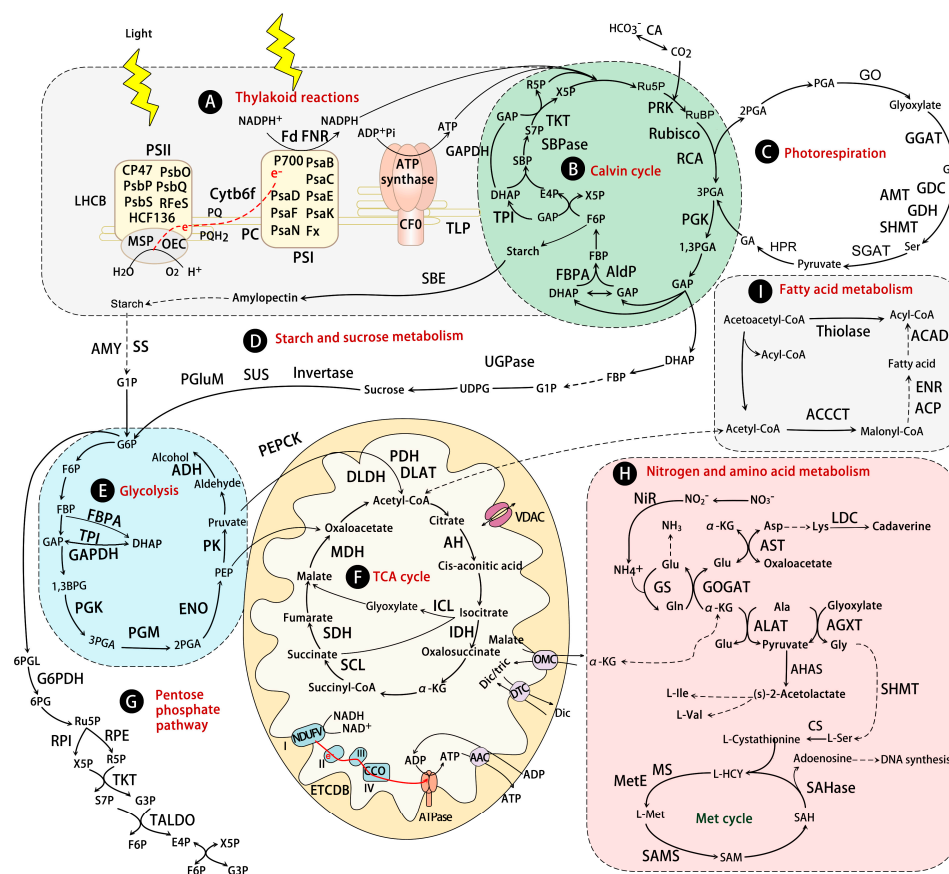 Light
HCO3⁻ CA
CO2
A Thylakoid reactions
NADPH⁺ NADPH
Fd FNR
ADP⁺Pi
ATP
PSII
CP47 PsbO
PsbP PsbQ
PsbS RFeS
HCF136
LHCB
MSP OEC
e⁻
H2O O2 H⁺
Cytb6f
PQ
PQH2
PC
P700 PsaB
e⁻ PsaC
PsaD PsaE
PsaF PsaK
PsaN Fx
PSI
ATP
synthase
CF0
TLP
GAPDH
B Calvin cycle
R5P
X5P
Ru5P
PRK
RuBP
Rubisco
RCA
GAP
TKT
S7P
SBPase
SBP
E4P
X5P
DHAP
TPI
GAP
F6P
3PGA
PGK
1,3PGA
Starch
FBP
FBPA AldP
DHAP GAP
GAP
C Photorespiration
2PGA
PGA
GO
Glyoxylate
GGAT
G
GDC
AMT
GDH
SHMT
Ser
SGAT
Pyruvate
HPR
GA
SBE
Amylopectin
Starch
D Starch and sucrose metabolism
AMY SS
G1P
PGluM
SUS
Invertase
Sucrose
UDPG
UGPase
G1P
FBP
DHAP
I Fatty acid metabolism
Acetoacetyl-CoA
Thiolase
Acyl-CoA
ACAD
Acyl-CoA
Fatty acid
ENR
ACP
ACCCT
Acetyl-CoA
Malonyl-CoA
E Glycolysis
G6P
F6P
Alcohol
ADH
Aldehyde
FBP
FBPA
TPI
GAP
DHAP
GAPDH
Pruvate
PK
PEP
1,3BPG
PGK
3PGA
PGM
2PGA
ENO
PEPCK
F TCA cycle
PDH
DLAT
DLDH
Acetyl-CoA
Oxaloacetate
Citrate
AH
Cis-aconitic acid
MDH
Malate
Glyoxylate
ICL
Isocitrate
IDH
Oxalosuccinate
Fumarate
SDH
Succinate
SCL
Succinyl-CoA
α-KG
VDAC
Malate
OMC
Dic/tric
DTC
Dic
NADH
NAD⁺
NDUFV
I
II
e⁻
III
CCO
IV
ETCDB
ADP
ATP
AAC
ADP
ATP
AIPase
G Pentose
phosphate
pathway
6PGL
G6PDH
6PG
Ru5P
RPI RPE
X5P R5P
TKT
S7P G3P
TALDO
F6P E4P X5P
F6P G3P
H Nitrogen and amino acid metabolism
NiR
NO2⁻ NO3⁻
NH3
α-KG
Asp
Lys
LDC
Cadaverine
AST
NH4⁺
Glu
Glu
Oxaloacetate
GS
GOGAT
Gln
α-KG
Ala
Glyoxylate
α-KG
ALAT
AGXT
Glu
Pyruvate
Gly
AHAS
L-Ile
(s)-2-Acetolactate
L-Val
SHMT
CS
L-Cystathionine
L-Ser
Adoenosine
DNA synthesis
MetE
MS
L-HCY
SAHase
L-Met
Met cycle
SAH
SAMS
SAM